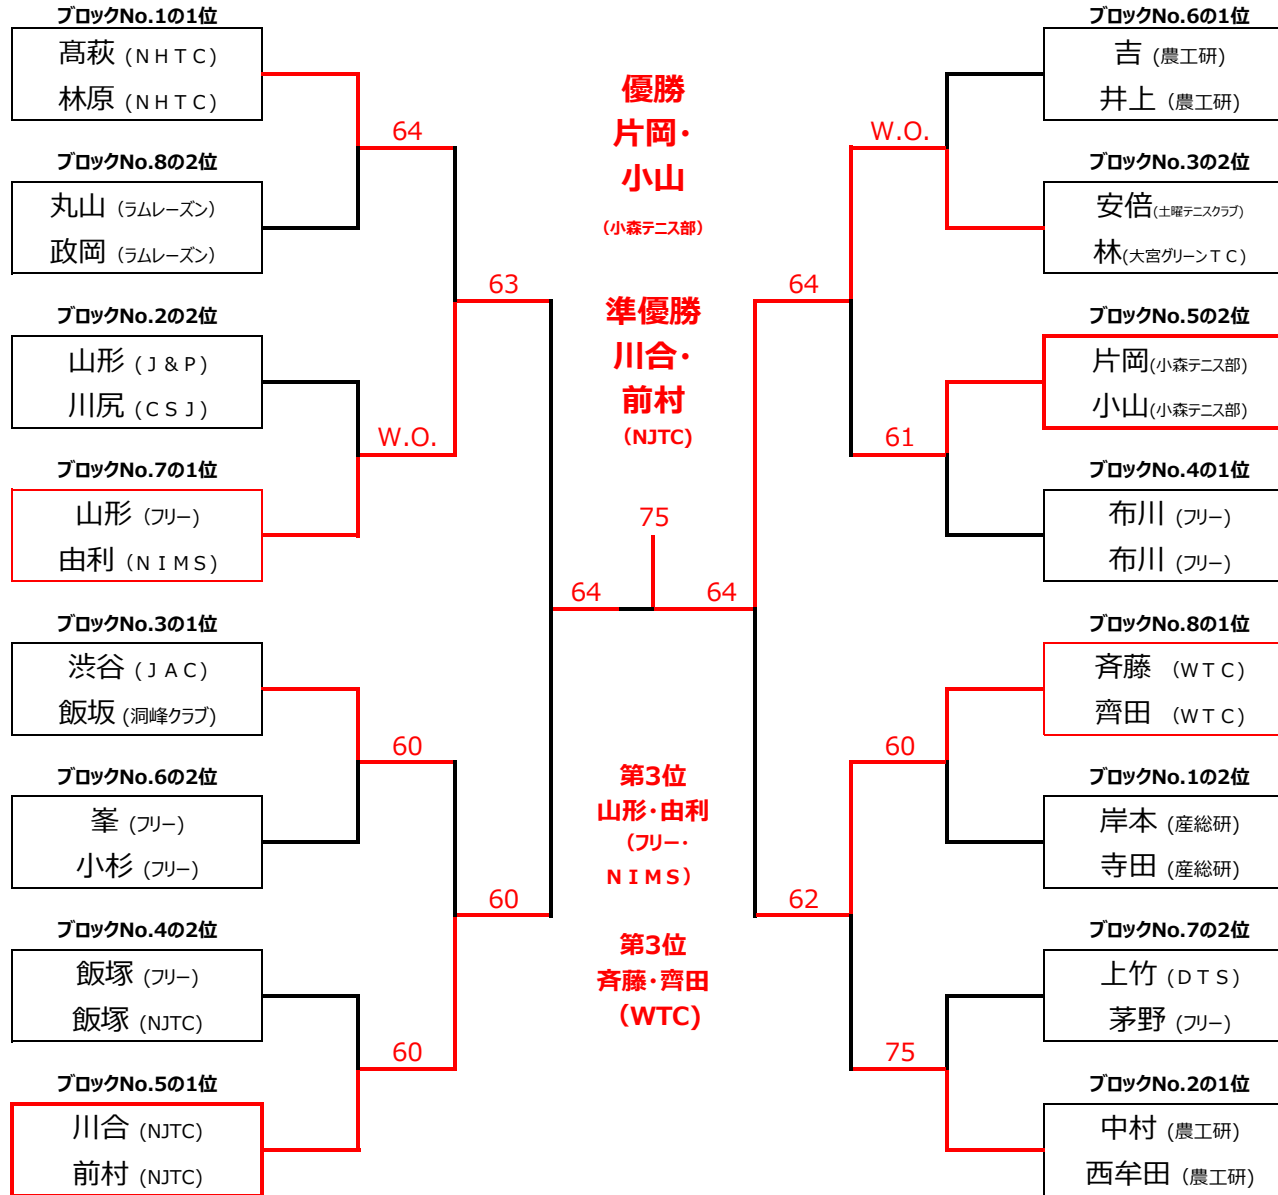 ブロックNo.1の1位
髙萩 (ＮＨＴＣ)
林原 (ＮＨＴＣ)
64
ブロックNo.8の2位
丸山 (ラムレーズン)
政岡 (ラムレーズン)
63
ブロックNo.2の2位
山形 (Ｊ＆Ｐ)
川尻 (ＣＳＪ)
W.O.
ブロックNo.7の1位
山形 (フリー)
由利 (ＮＩＭＳ)
64
ブロックNo.3の1位
渋谷 (ＪＡＣ)
飯坂 (洞峰クラブ)
60
ブロックNo.6の2位
峯 (フリー)
小杉 (フリー)
60
ブロックNo.4の2位
飯塚 (フリー)
飯塚 (NJTC)
60
ブロックNo.5の1位
川合 (NJTC)
前村 (NJTC)
優勝
片岡・
小山
(小森テニス部)
準優勝
川合・
前村
(NJTC)
75
第3位
山形・由利
(フリー・
ＮＩＭＳ)
第3位
斉藤・齊田
(WTC)
ブロックNo.6の1位
吉 (農工研)
井上 (農工研)
W.O.
ブロックNo.3の2位
安倍(土曜テニスクラブ)
林(大宮グリーンＴＣ)
64
ブロックNo.5の2位
片岡(小森テニス部)
小山(小森テニス部)
61
ブロックNo.4の1位
布川 (フリー)
布川 (フリー)
64
ブロックNo.8の1位
斉藤 (ＷＴＣ)
齊田 (ＷＴＣ)
60
ブロックNo.1の2位
岸本 (産総研)
寺田 (産総研)
62
ブロックNo.7の2位
上竹 (ＤＴＳ)
茅野 (フリー)
75
ブロックNo.2の1位
中村 (農工研)
西牟田 (農工研)